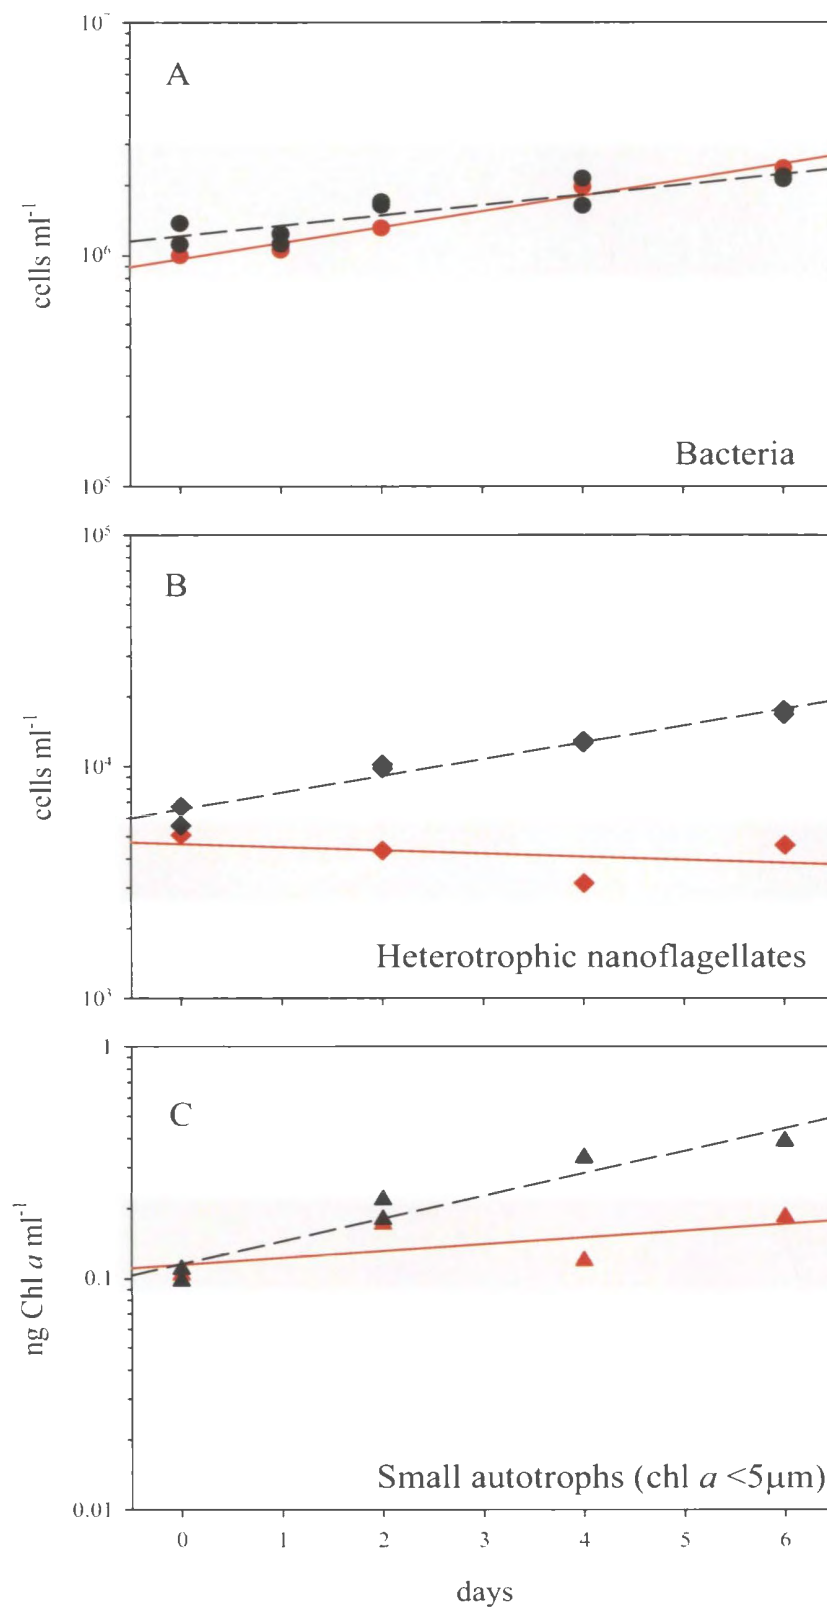 10⁷
A
cells ml⁻¹
10⁶
Bacteria
10⁵
10⁵
B
cells ml⁻¹
10⁴
Heterotrophic nanoflagellates
10³
1
C
ng Chl a ml⁻¹
0.1
Small autotrophs (chl a <5µm)
0.01
0 1 2 3 4 5 6
days